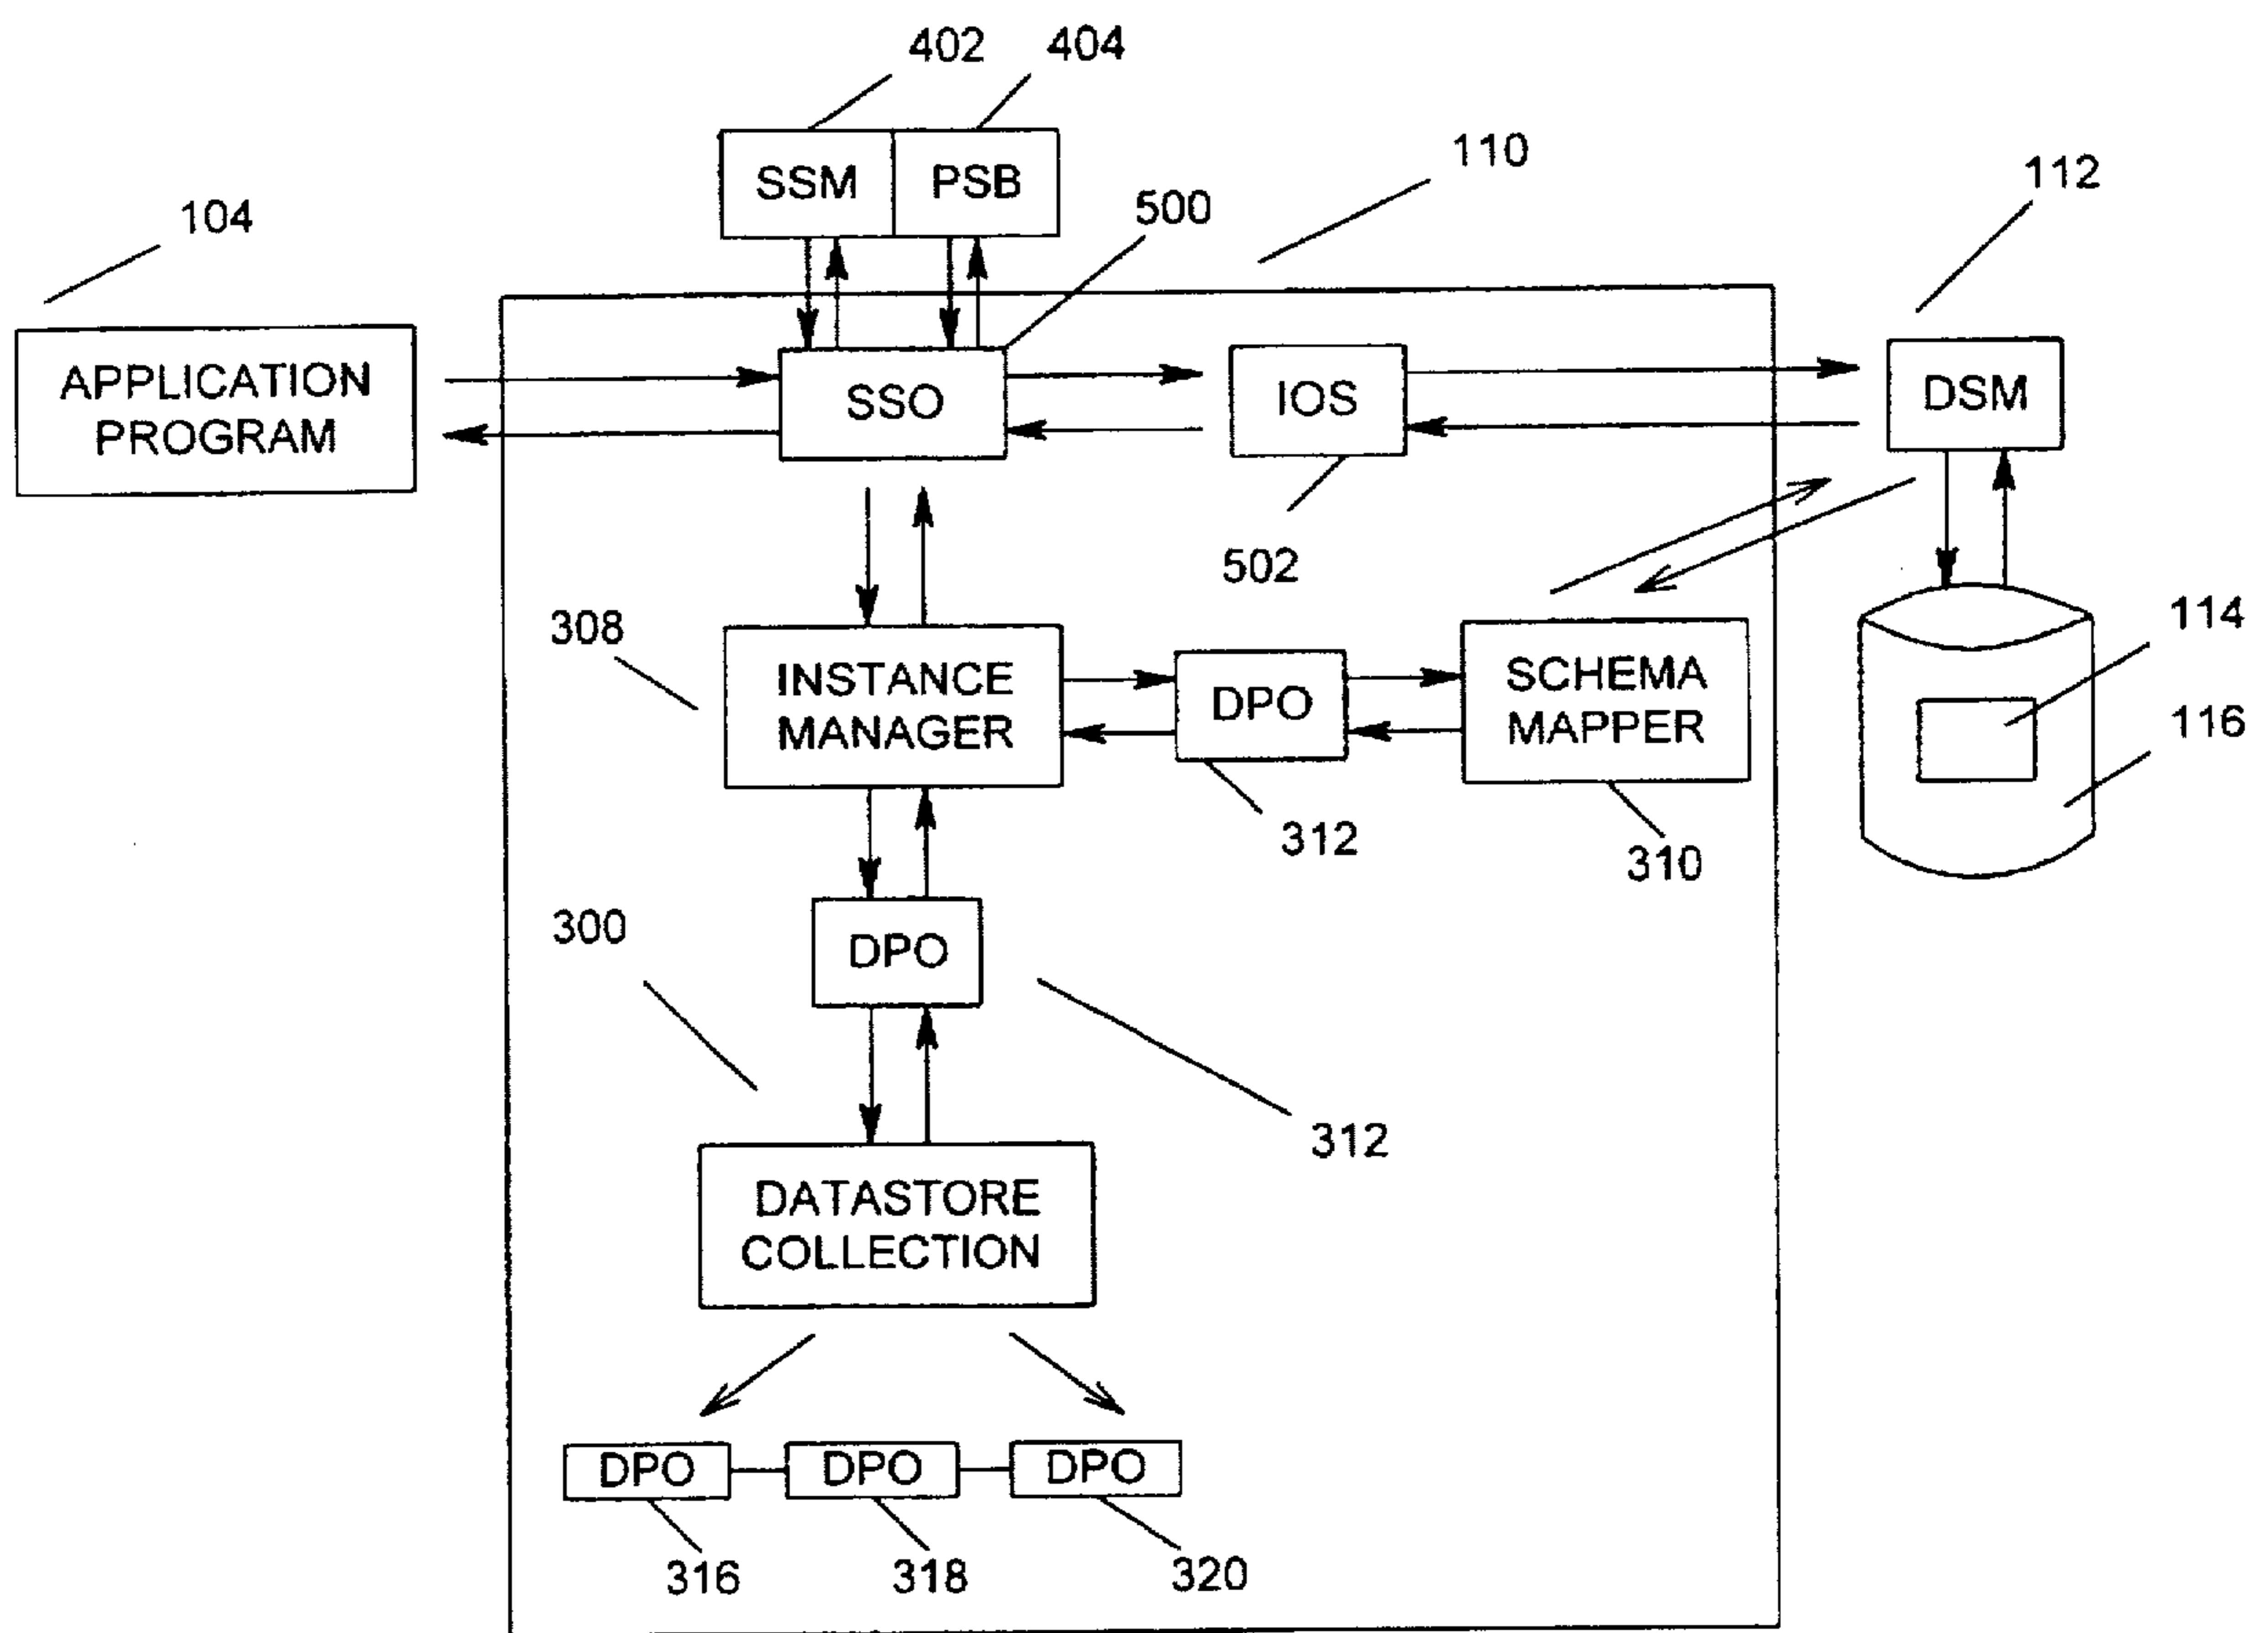 402
404
110
112
104
SSM
PSB
500
APPLICATION
PROGRAM
SSO
IOS
DSM
502
308
INSTANCE
MANAGER
DPO
SCHEMA
MAPPER
114
116
312
310
300
DPO
312
DATASTORE
COLLECTION
DPO
DPO
DPO
316
318
320